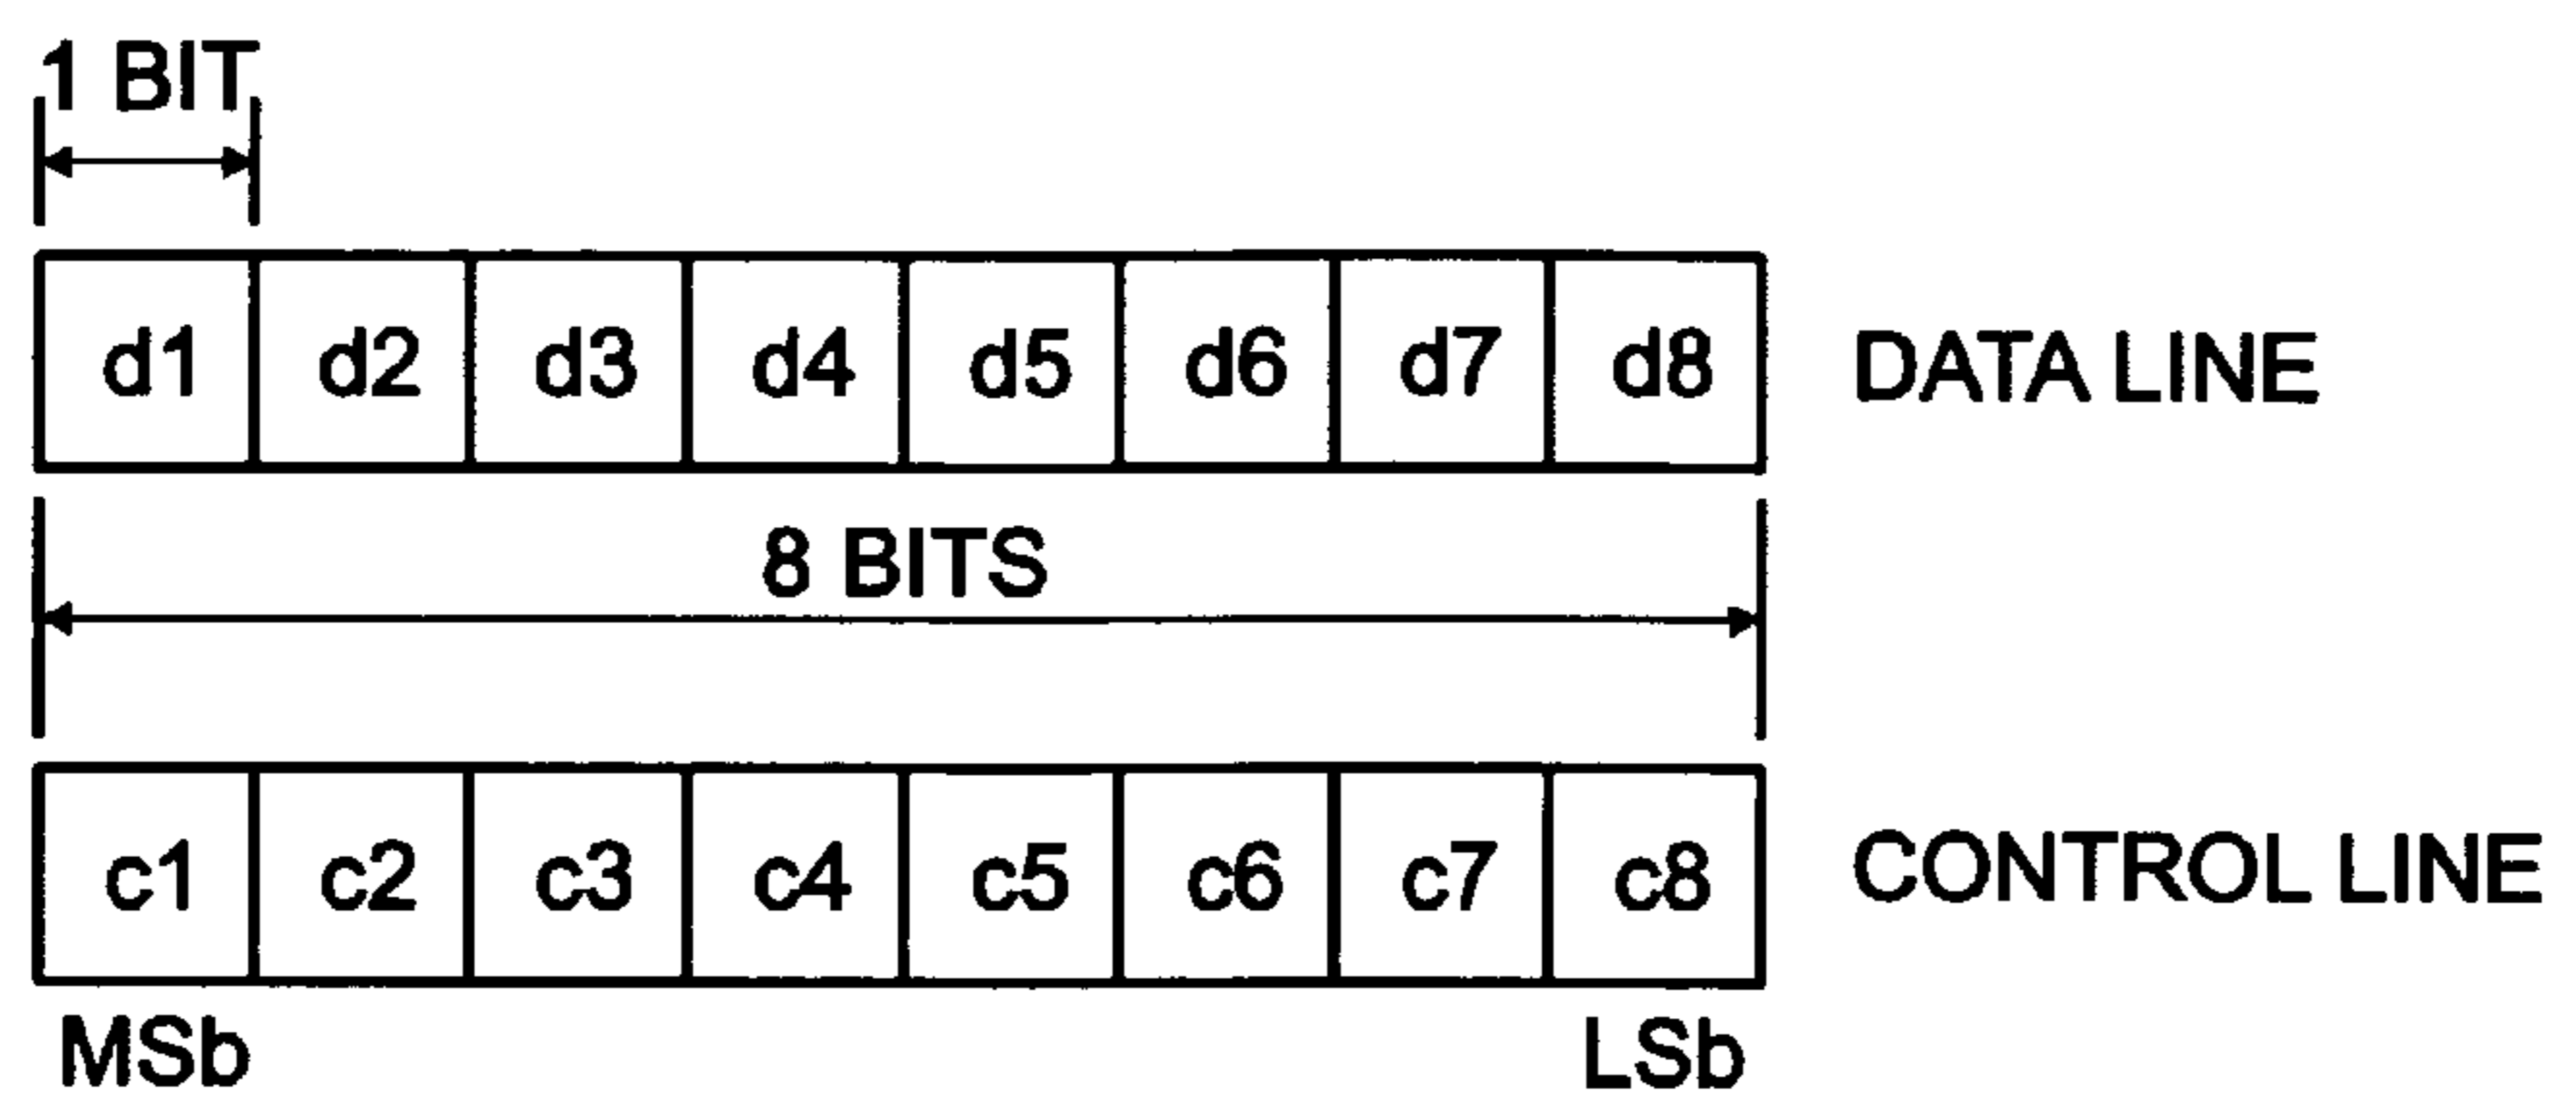 1 BIT
d1 d2 d3 d4 d5 d6 d7 d8 DATA LINE
8 BITS
c1 c2 c3 c4 c5 c6 c7 c8 CONTROL LINE
MSb LSb